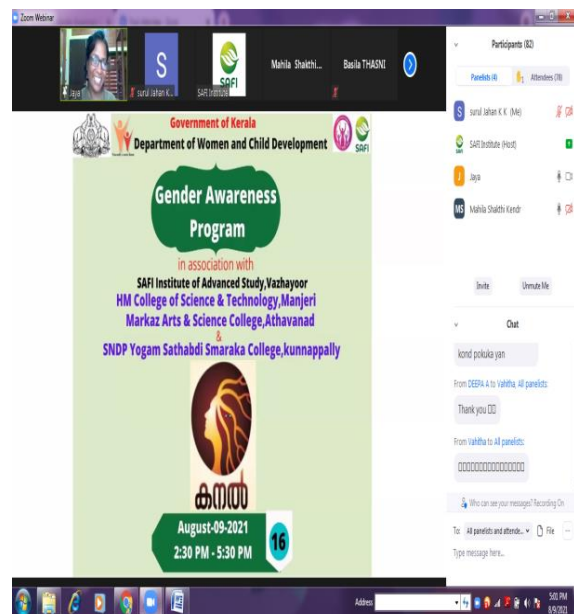 Zoom Webinar
Jaya
S
surul Jahan K...
SAFI
SAFI Institute
Mahila Shakthi...
Basila THASNI
Government of Kerala
Department of Women and Child Development
SAFI
Gender Awareness
Program
in association with
SAFI Institute of Advanced Study,Vazhayoor
HM College of Science & Technology,Manjeri
Markaz Arts & Science College,Athavanad
&
SNDP Yogam Sathabdi Smaraka College,kunnappally
കനൽ
August-09-2021
2:30 PM - 5:30 PM
16
Participants (82)
Panelists (4)
1
Attendees (78)
S surul Jahan K K (Me)
SAFI Institute (Host)
J Jaya
MS Mahila Shakthi Kendr
Invite
Unmute Me
Chat
kond pokuka yan
From DEEPA A to Vahitha, All panelists:
Thank you
From Vahitha to All panelists:
Who can see your messages? Recording On
To: All panelists and attende...
File
Type message here...
Address
5:01 PM
8/9/2021